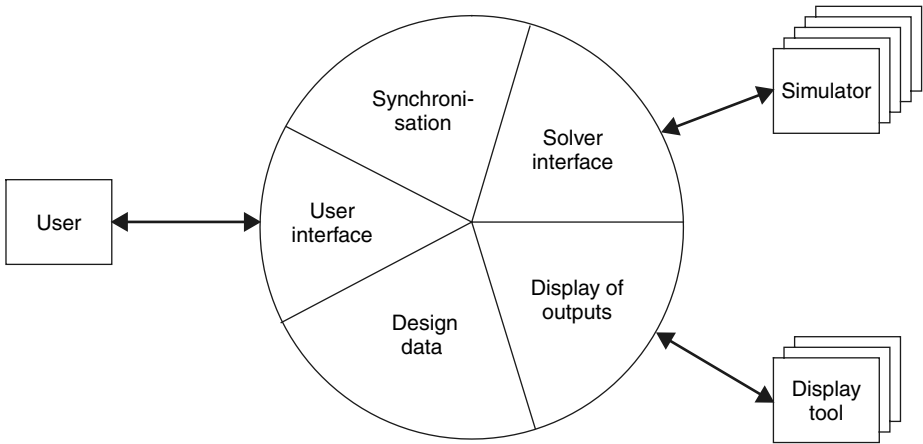 Synchroni-
sation
Solver
interface
Simulator
User
User
interface
Display of
outputs
Design
data
Display
tool